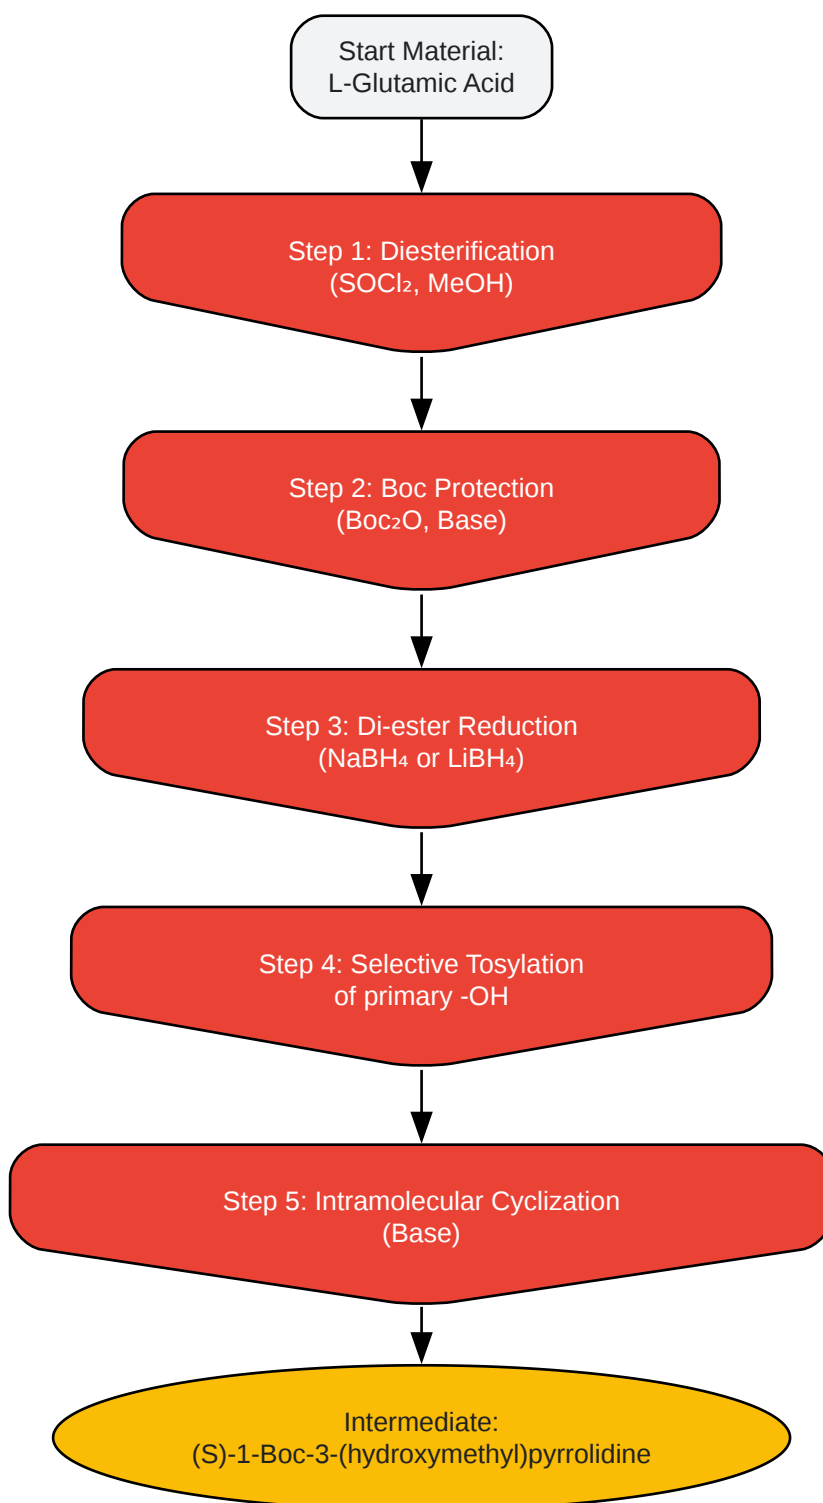 Start Material:
L-Glutamic Acid
Step 1: Diesterification
(SOCl₂, MeOH)
Step 2: Boc Protection
(Boc₂O, Base)
Step 3: Di-ester Reduction
(NaBH₄ or LiBH₄)
Step 4: Selective Tosylation
of primary -OH
Step 5: Intramolecular Cyclization
(Base)
Intermediate:
(S)-1-Boc-3-(hydroxymethyl)pyrrolidine